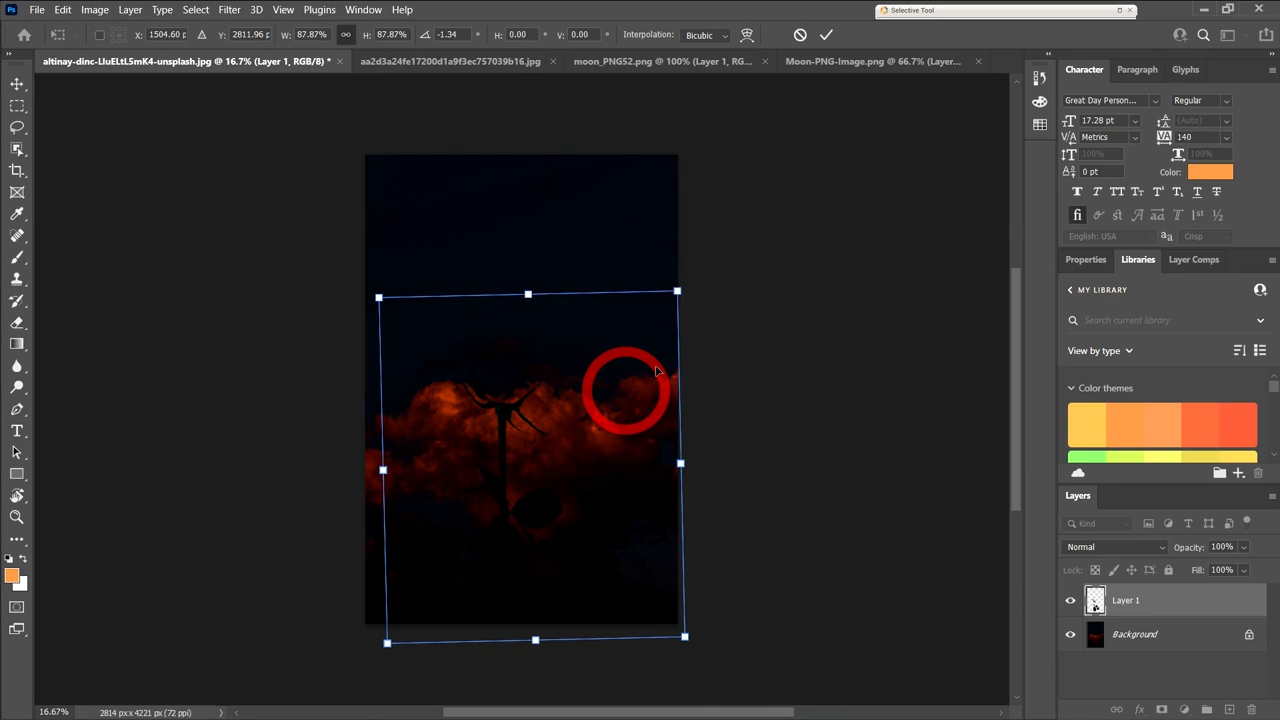 File Edit Image Layer Type Select Filter 3D View Plugins Window Help
Selective Tool
X: 1504.60 p Y: 2811.96 p W: 87.87% H: 87.87% -1.34 H: 0.00 V: 0.00 Interpolation: Bicubic
altinay-dinc-LIuELtL5mK4-unsplash.jpg @ 16.7% (Layer 1, RGB/8) *
aa2d3a24fe17200d1a9f3ec757039b16.jpg
moon_PNG52.png @ 100% (Layer 1, RG...
Moon-PNG-Image.png @ 66.7% (Layer...
Character Paragraph Glyphs
Great Day Person... Regular
17.28 pt (Auto)
Metrics 140
100% 100%
0 pt Color:
English: USA Crisp
Properties Libraries Layer Comps
MY LIBRARY
Search current library
View by type
Color themes
Layers
Kind
Normal Opacity: 100%
Lock: Fill: 100%
Layer 1
Background
16.67% 2814 px x 4221 px (72 ppi)